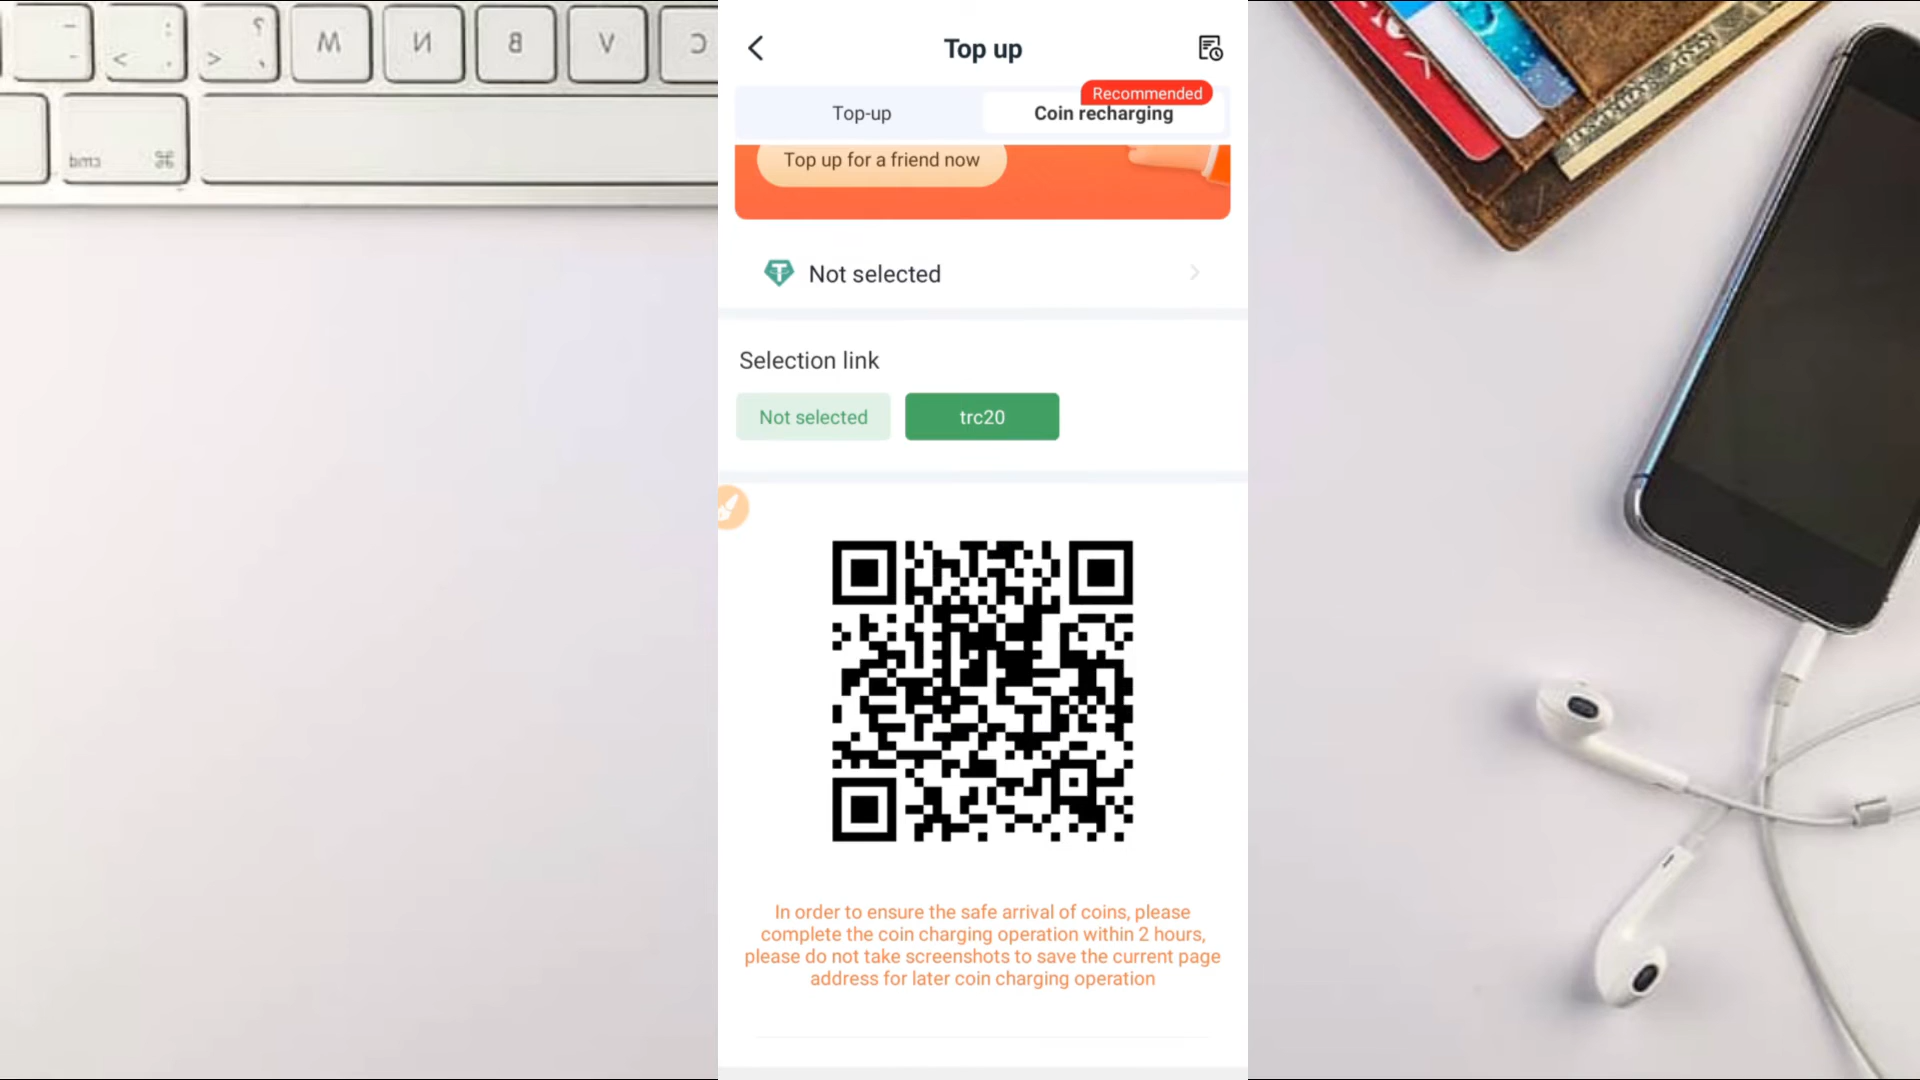 ?
M
N
B
V
C
cmd
Top up
Recommended
Top-up
Coin recharging
Top up for a friend now
Not selected
Selection link
Not selected
trc20
In order to ensure the safe arrival of coins, please
complete the coin charging operation within 2 hours,
please do not take screenshots to save the current page
address for later coin charging operation